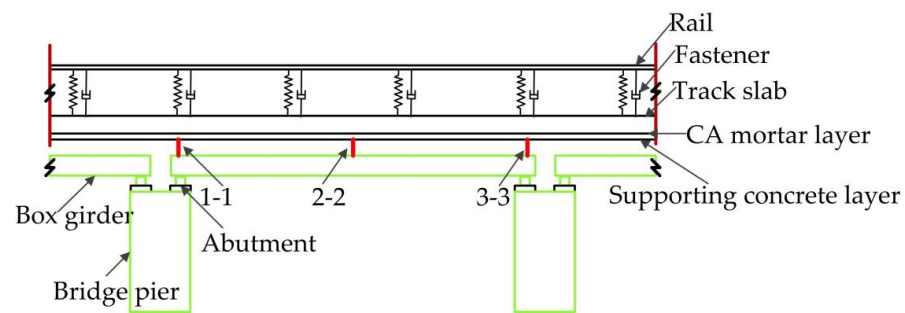 Rail
Fastener
Track slab
CA mortar layer
1-1
2-2
3-3
Supporting concrete layer
Box girder
Abutment
Bridge pier